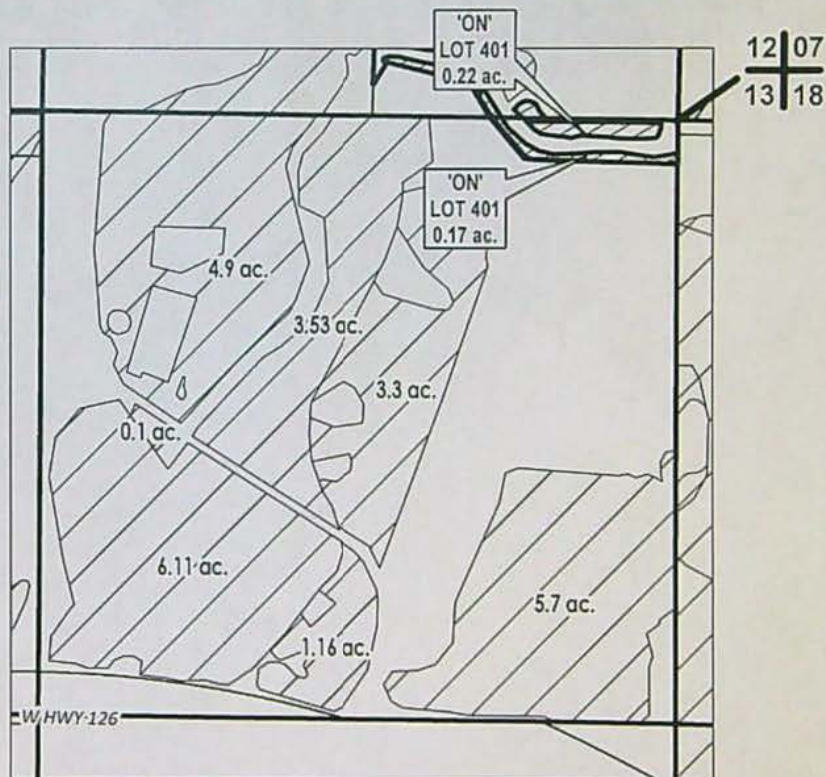 'ON'
LOT 401
0.22 ac.
12 07
13 18
'ON'
LOT 401
0.17 ac.
4.9 ac.
3.53 ac.
3.3 ac.
0.1 ac.
6.11 ac.
5.7 ac.
1.16 ac.
W HWY-126